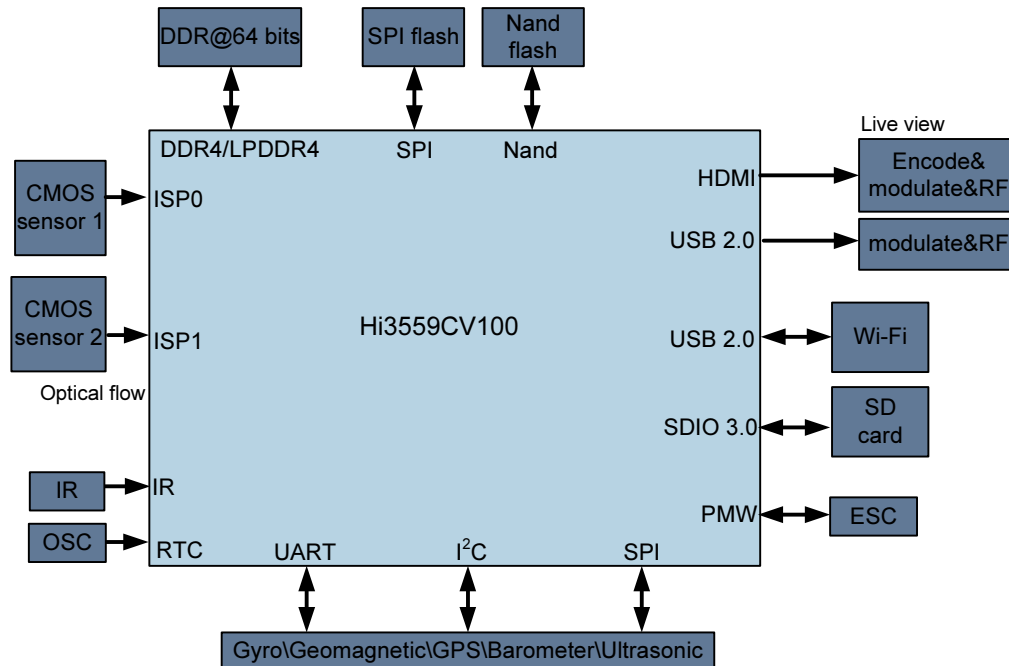 DDR@64 bits
SPI flash
Nand
flash
DDR4/LPDDR4
SPI
Nand
Live view
HDMI
Encode&
modulate&RF
CMOS
sensor 1
ISP0
USB 2.0
modulate&RF
CMOS
sensor 2
ISP1
Hi3559CV100
USB 2.0
Wi-Fi
Optical flow
SDIO 3.0
SD
card
IR
IR
PMW
ESC
OSC
RTC
UART
I²C
SPI
Gyro\Geomagnetic\GPS\Barometer\Ultrasonic